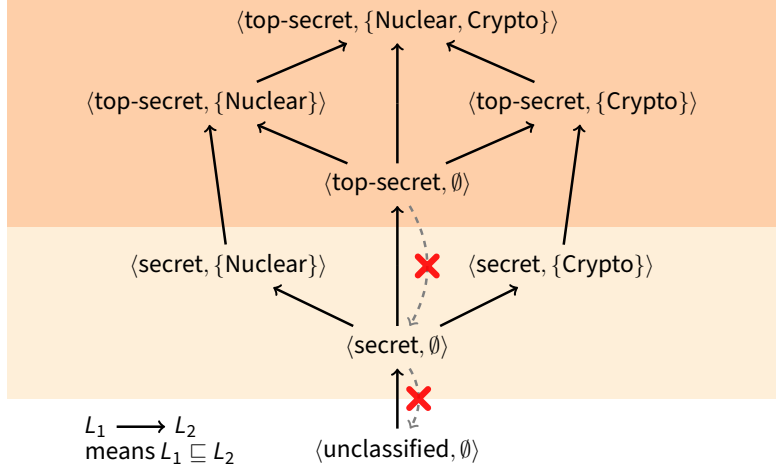 ⟨top-secret, {Nuclear, Crypto}⟩
⟨top-secret, {Nuclear}⟩
⟨top-secret, {Crypto}⟩
⟨top-secret, ∅⟩
⟨secret, {Nuclear}⟩
⟨secret, {Crypto}⟩
⟨secret, ∅⟩
L₁ ⟶ L₂
means L₁ ⊑ L₂
⟨unclassified, ∅⟩